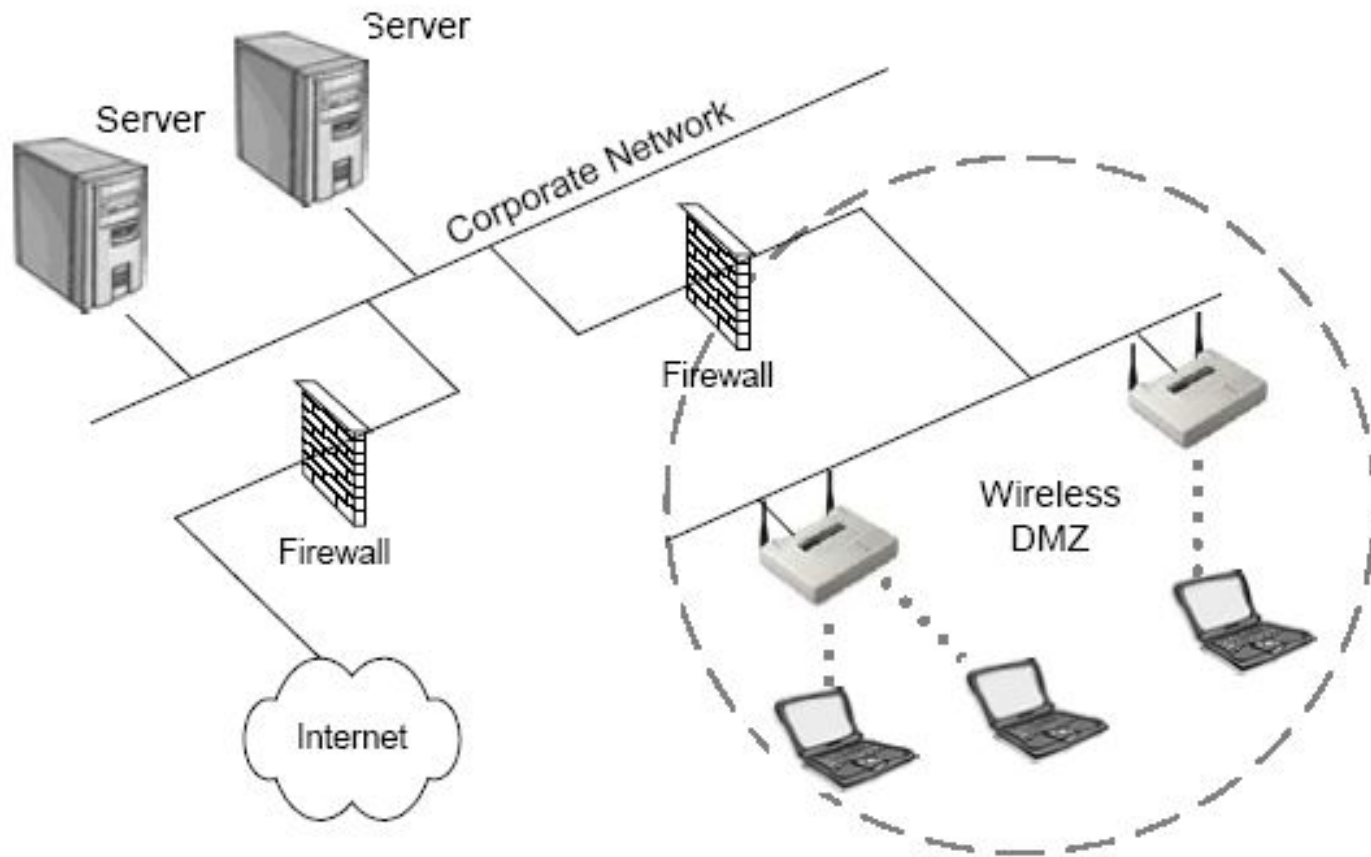 Server
Server
Corporate Network
Firewall
Firewall
Wireless
DMZ
Internet